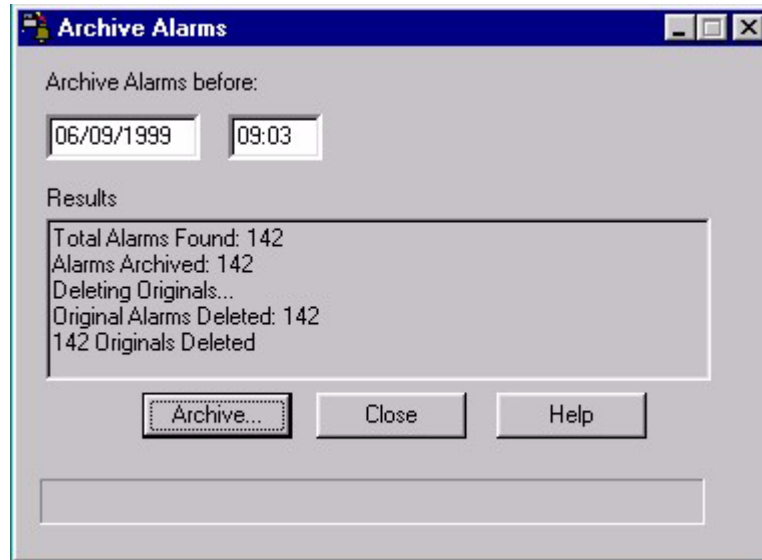 Archive Alarms
Archive Alarms before:
06/09/1999 09:03
Results
Total Alarms Found: 142
Alarms Archived: 142
Deleting Originals...
Original Alarms Deleted: 142
142 Originals Deleted
Archive... Close Help